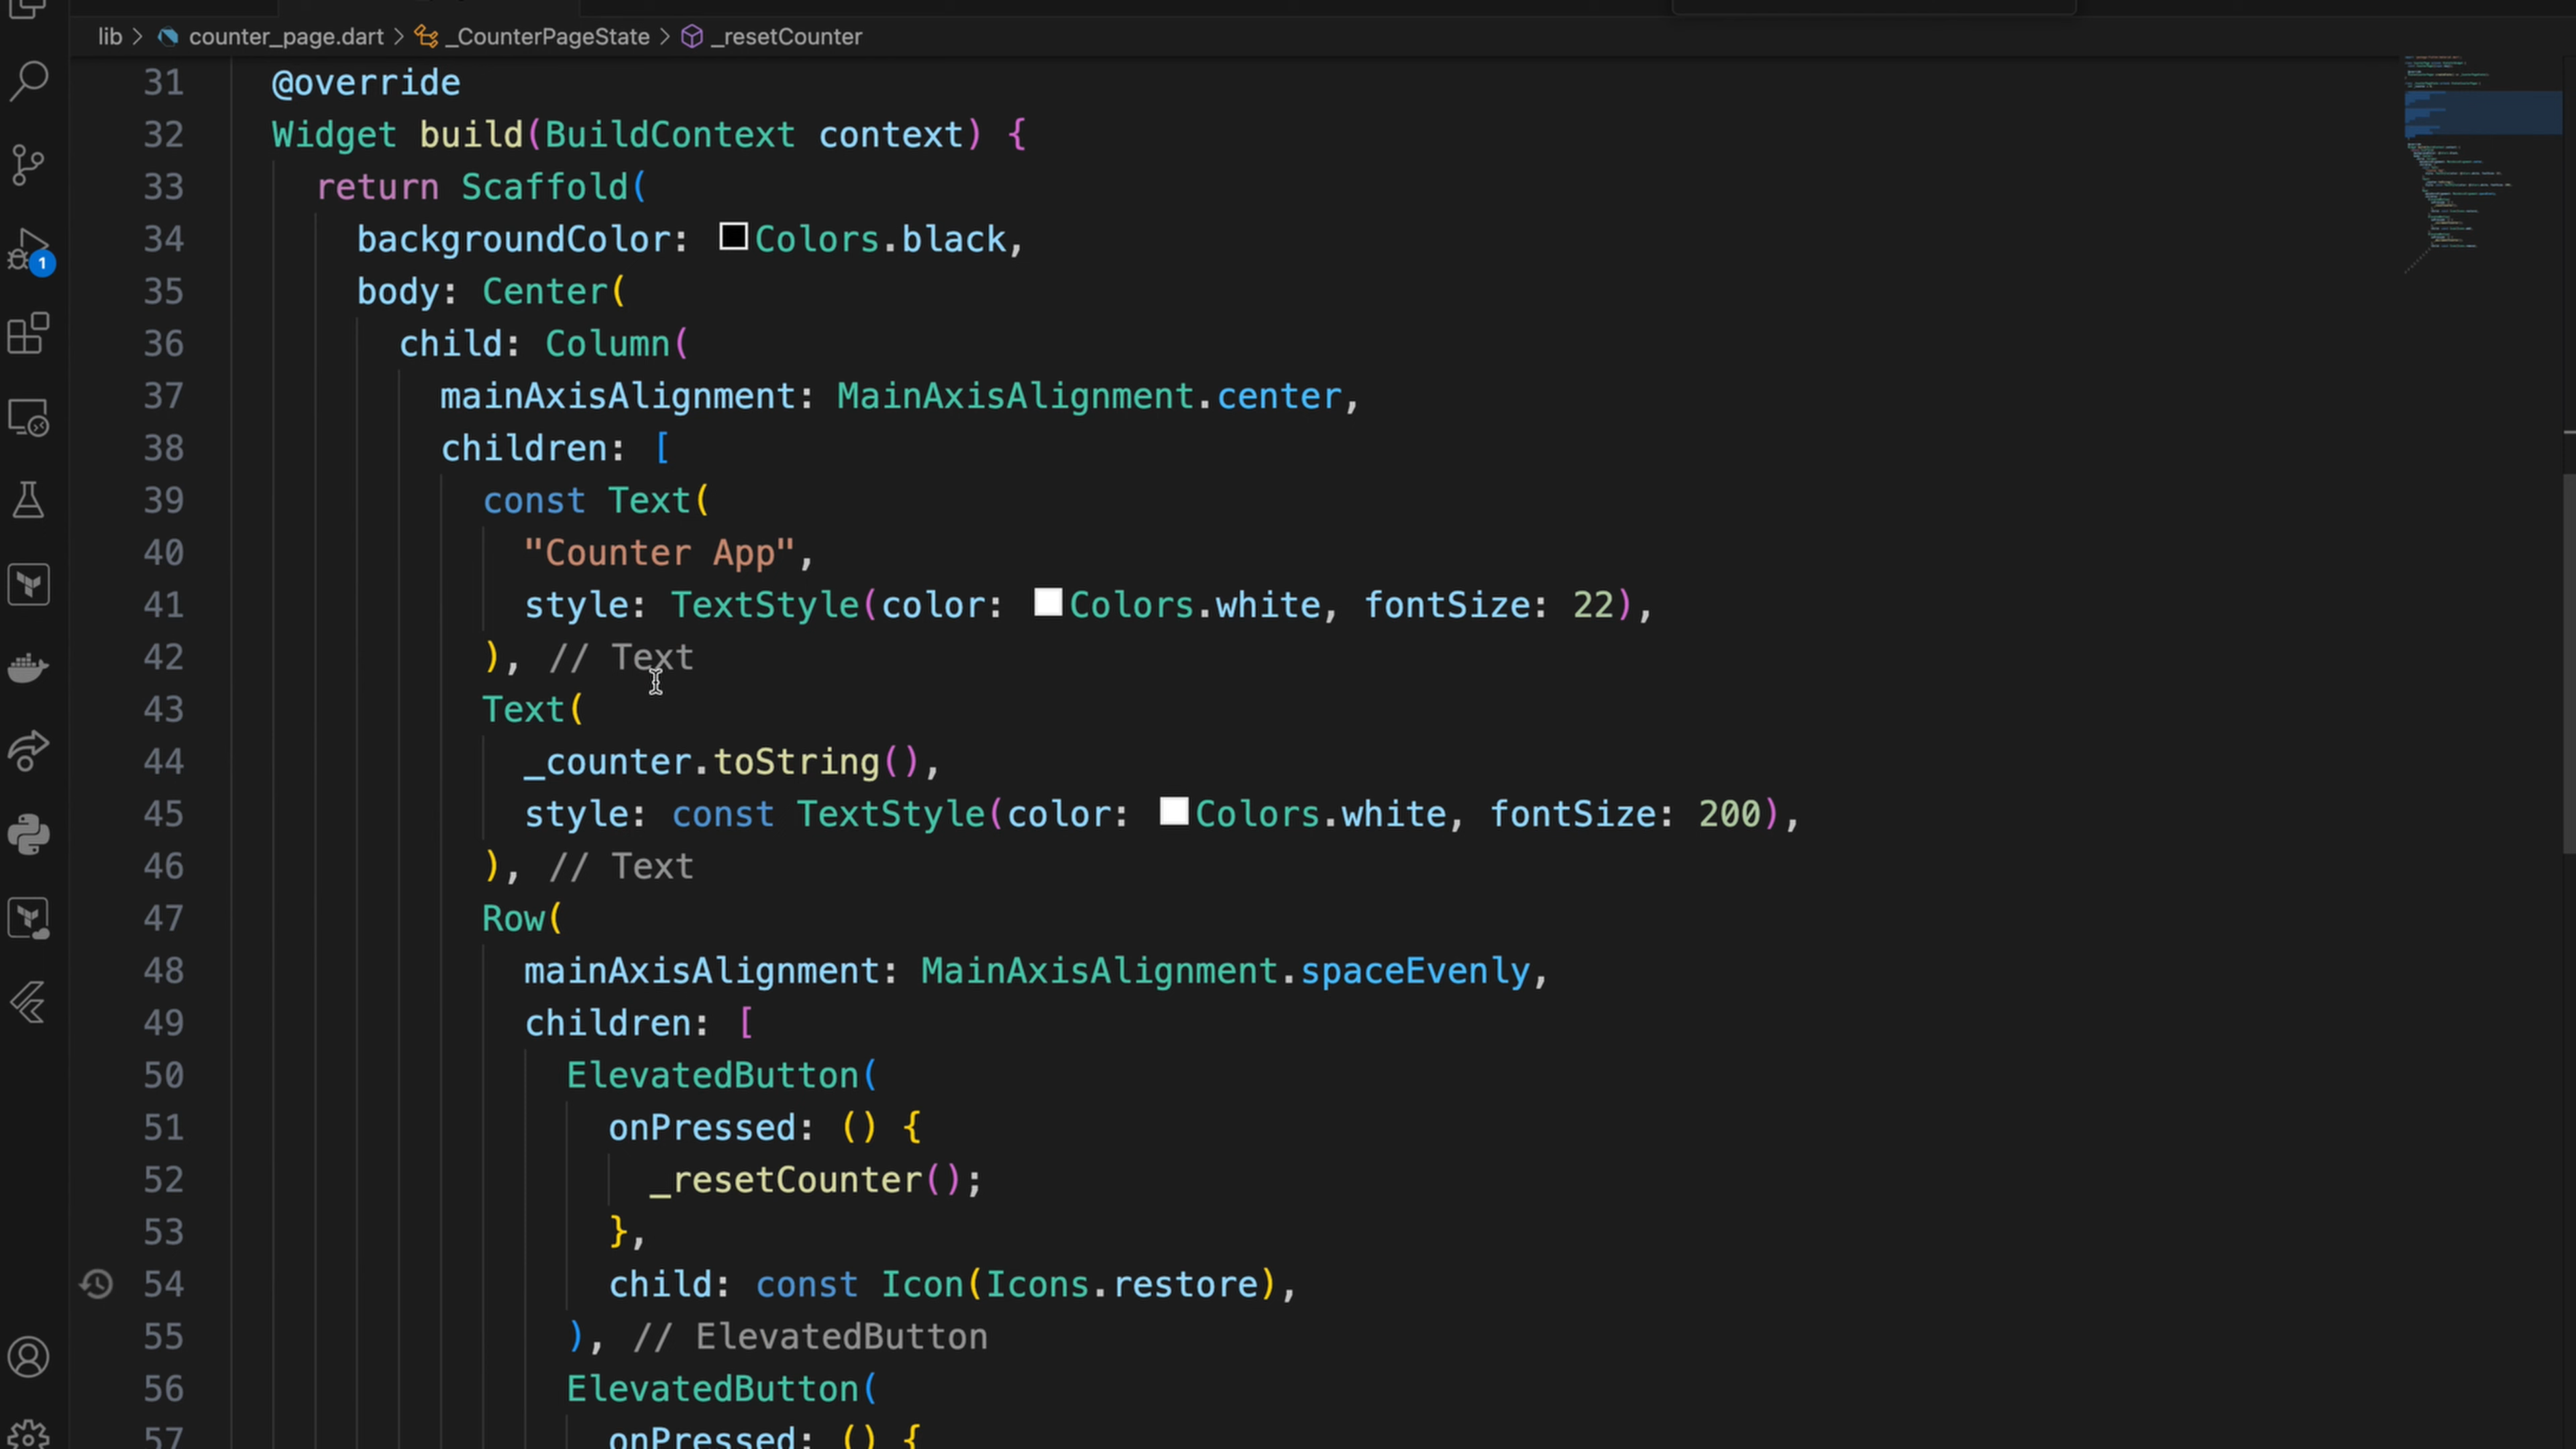 lib > counter_page.dart > _CounterPageState > _resetCounter
31 @override
32 Widget build(BuildContext context) {
33 return Scaffold(
34 backgroundColor: Colors.black,
35 body: Center(
36 child: Column(
37 mainAxisAlignment: MainAxisAlignment.center,
38 children: [
39 const Text(
40 "Counter App",
41 style: TextStyle(color: Colors.white, fontSize: 22),
42 ), // Text
43 Text(
44 _counter.toString(),
45 style: const TextStyle(color: Colors.white, fontSize: 200),
46 ), // Text
47 Row(
48 mainAxisAlignment: MainAxisAlignment.spaceEvenly,
49 children: [
50 ElevatedButton(
51 onPressed: () {
52 _resetCounter();
53 },
54 child: const Icon(Icons.restore),
55 ), // ElevatedButton
56 ElevatedButton(
57 onPressed: () {
1